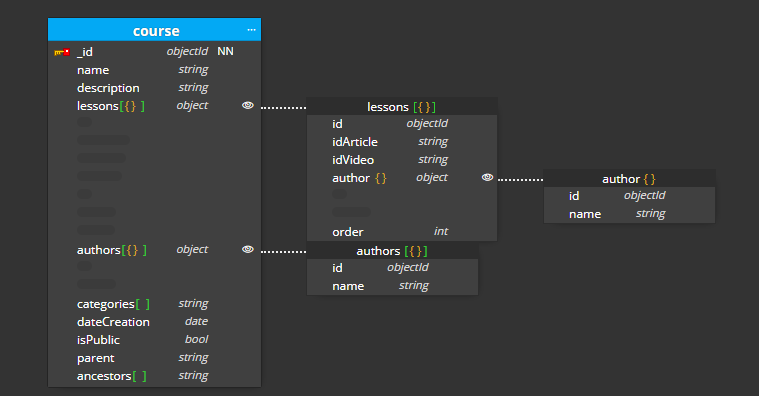 course ...
_id objectId NN
name string
description string
lessons[{} ] object
authors[{} ] object
categories[ ] string
dateCreation date
isPublic bool
parent string
ancestors[ ] string
lessons [{}]
id objectId
idArticle string
idVideo string
author {} object
order int
author {}
id objectId
name string
authors [{}]
id objectId
name string